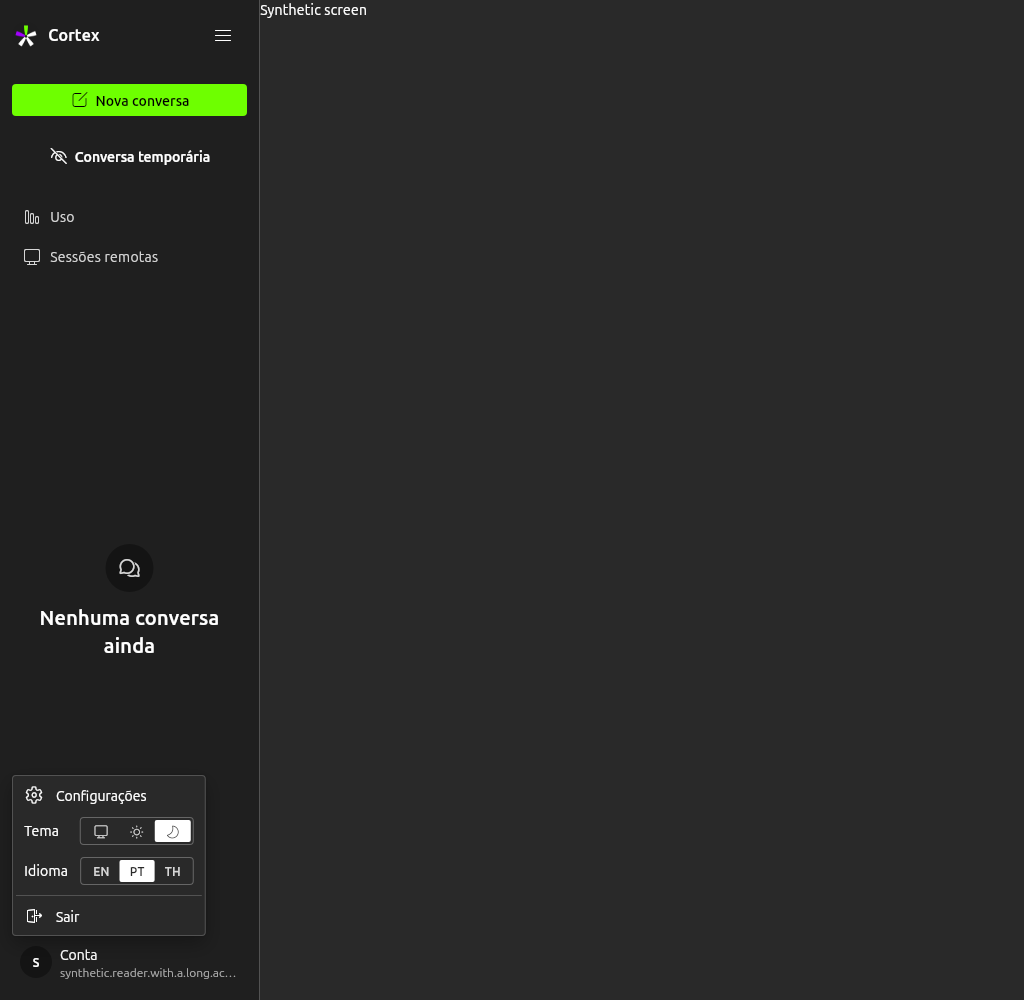 Cortex
Synthetic screen
Nova conversa
Conversa temporária
Uso
Sessões remotas
Nenhuma conversa
ainda
Configurações
Tema
Idioma EN PT TH
Sair
S
Conta
synthetic.reader.with.a.long.ac…